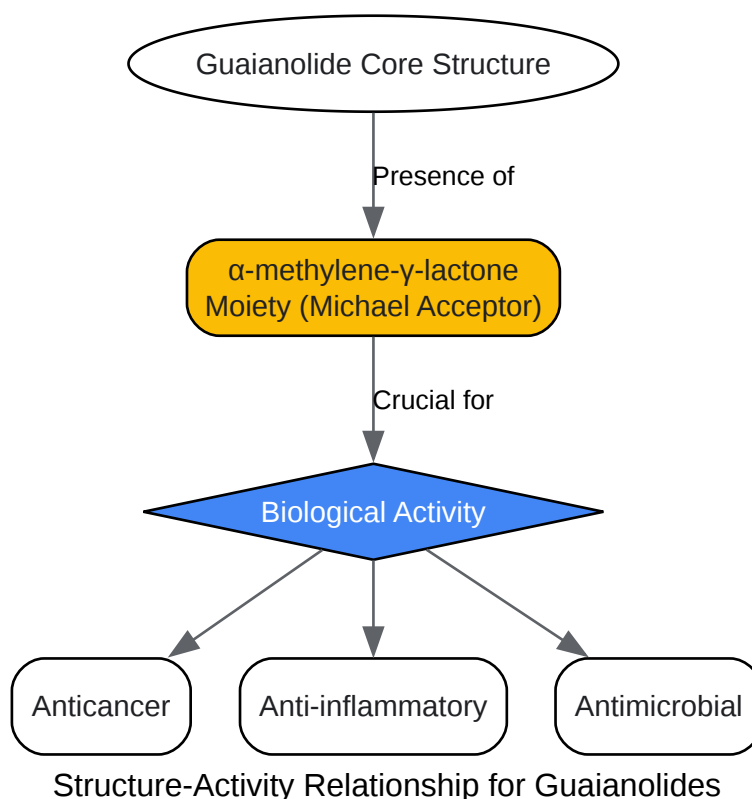 Guaianolide Core Structure
Presence of
α-methylene-γ-lactone
Moiety (Michael Acceptor)
Crucial for
Biological Activity
Anticancer
Anti-inflammatory
Antimicrobial
Structure-Activity Relationship for Guaianolides